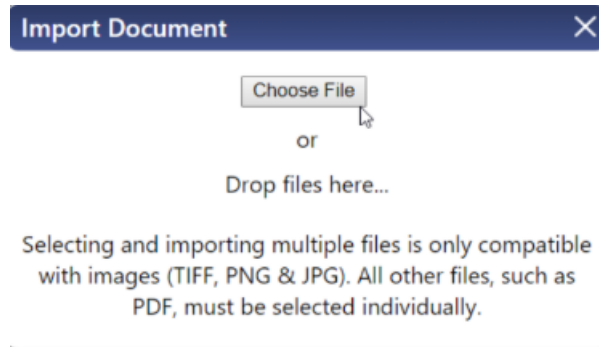 Import Document
Choose File
or
Drop files here...
Selecting and importing multiple files is only compatible
with images (TIFF, PNG & JPG). All other files, such as
PDF, must be selected individually.